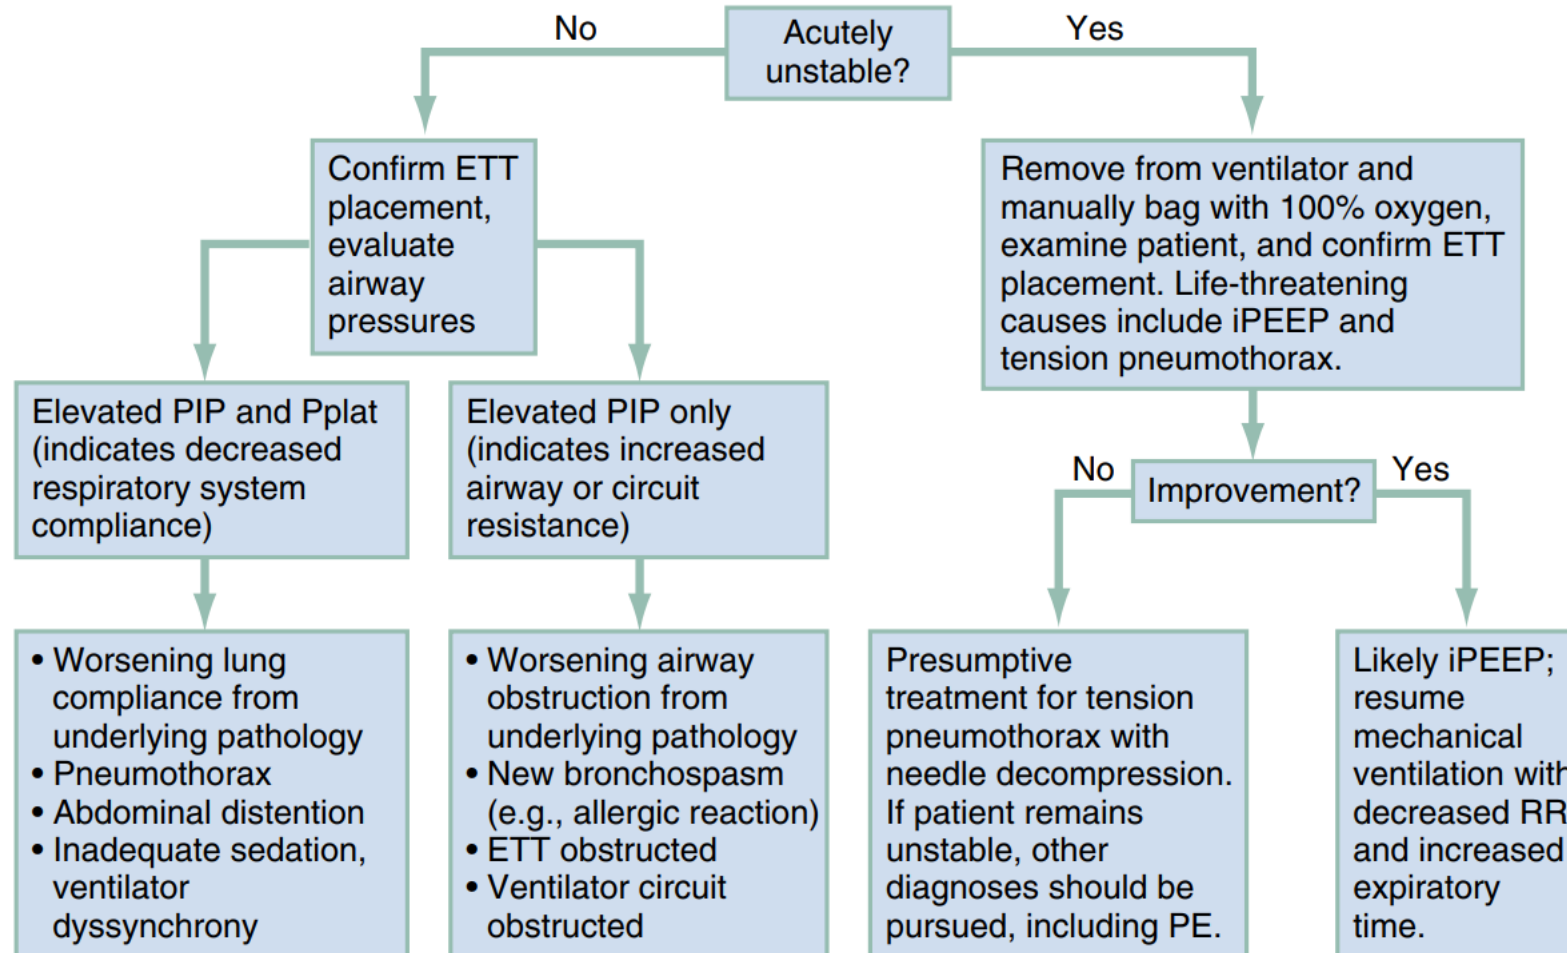 Acutely
unstable?
No
Yes
Confirm ETT
placement,
evaluate
airway
pressures
Remove from ventilator and
manually bag with 100% oxygen,
examine patient, and confirm ETT
placement. Life-threatening
causes include iPEEP and
tension pneumothorax.
Elevated PIP and Pplat
(indicates decreased
respiratory system
compliance)
Elevated PIP only
(indicates increased
airway or circuit
resistance)
No
Improvement?
Yes
• Worsening lung
compliance from
underlying pathology
• Pneumothorax
• Abdominal distention
• Inadequate sedation,
ventilator
dyssynchrony
• Worsening airway
obstruction from
underlying pathology
• New bronchospasm
(e.g., allergic reaction)
• ETT obstructed
• Ventilator circuit
obstructed
Presumptive
treatment for tension
pneumothorax with
needle decompression.
If patient remains
unstable, other
diagnoses should be
pursued, including PE.
Likely iPEEP;
resume
mechanical
ventilation with
decreased RR
and increased
expiratory
time.